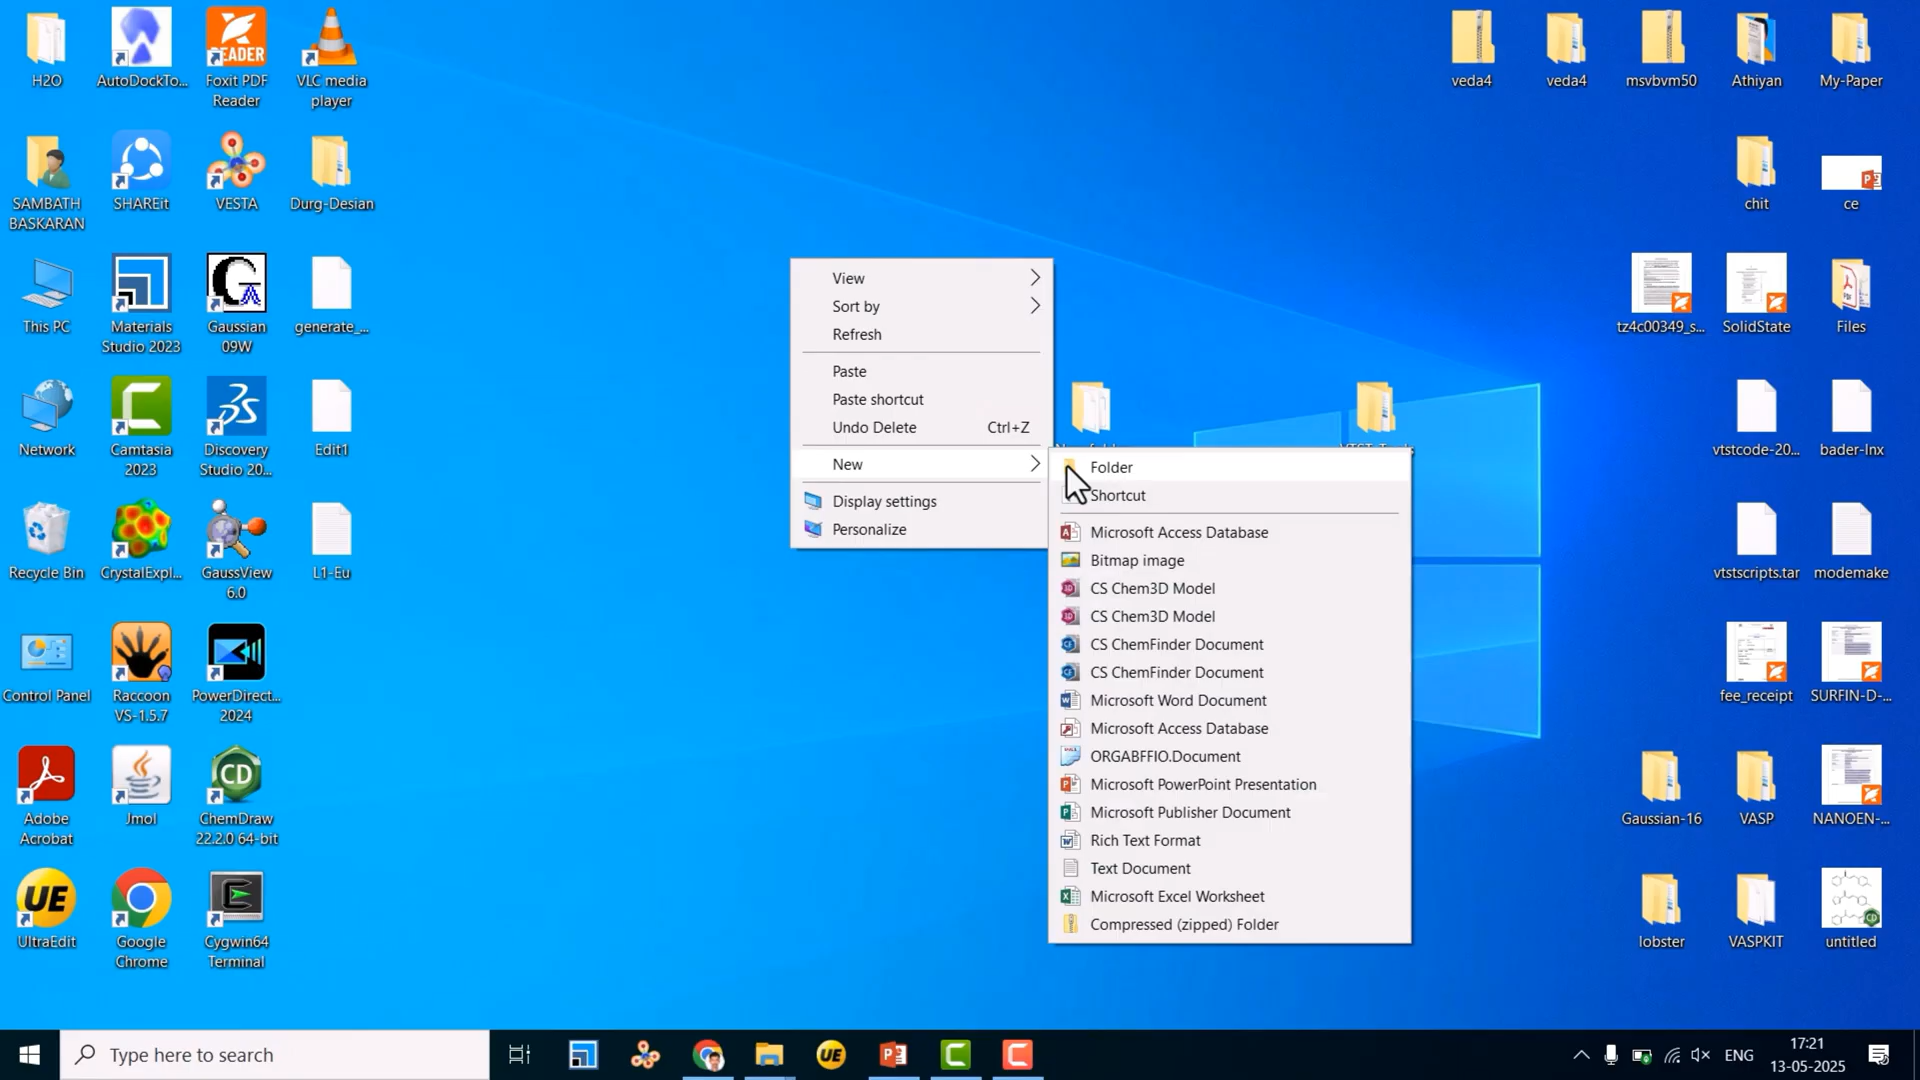 H2O
AutoDockTo...
Foxit PDF
Reader
VLC media
player
veda4
veda4
msvbvm50
Athiyan
My-Paper
SAMBATH
BASKARAN
SHAREit
VESTA
Durg-Desian
chit
ce
This PC
Materials
Studio 2023
Gaussian
09W
generate_...
tz4c00349_s...
SolidState
Files
Network
Camtasia
2023
Discovery
Studio 20...
Edit1
vtstcode-20...
bader-lnx
Recycle Bin
CrystalExpl...
GaussView
6.0
L1-Eu
vtstscripts.tar
modemake
Control Panel
Raccoon
VS-1.5.7
PowerDirect...
2024
fee_receipt
SURFIN-D-...
Adobe
Acrobat
Jmol
ChemDraw
22.2.0 64-bit
Gaussian-16
VASP
NANOEN-...
UltraEdit
Google
Chrome
Cygwin64
Terminal
lobster
VASPKIT
untitled
View
Sort by
Refresh
Paste
Paste shortcut
Undo Delete Ctrl+Z
New
Display settings
Personalize
Folder
Shortcut
Microsoft Access Database
Bitmap image
CS Chem3D Model
CS Chem3D Model
CS ChemFinder Document
CS ChemFinder Document
Microsoft Word Document
Microsoft Access Database
ORGABFFIO.Document
Microsoft PowerPoint Presentation
Microsoft Publisher Document
Rich Text Format
Text Document
Microsoft Excel Worksheet
Compressed (zipped) Folder
Type here to search
ENG
17:21
13-05-2025